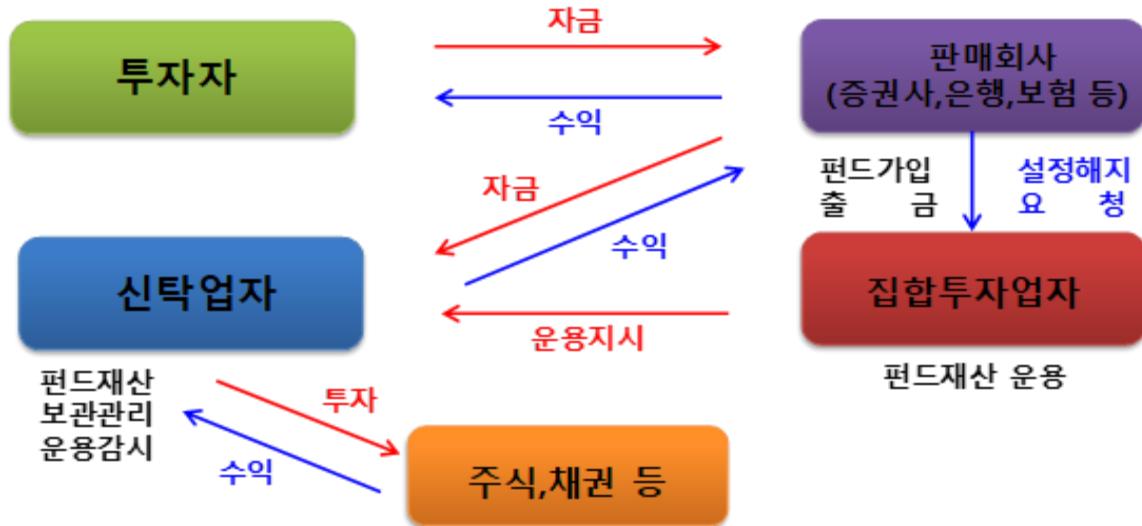 자금
투자자
판매회사
(증권사,은행,보험 등)
수익
펀드가입
출 금
설정해지
요 청
자금
수익
신탁업자
집합투자업자
운용지시
펀드재산 운용
펀드재산
보관관리
운용감시
투자
수익
주식,채권 등